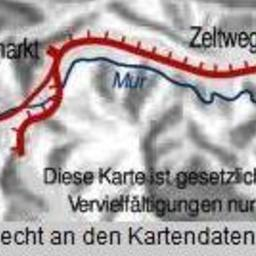 markt
Zeltweg
Mur
Diese Karte ist gesetzlich
Vervielfältigungen nur
echt an den Kartendaten